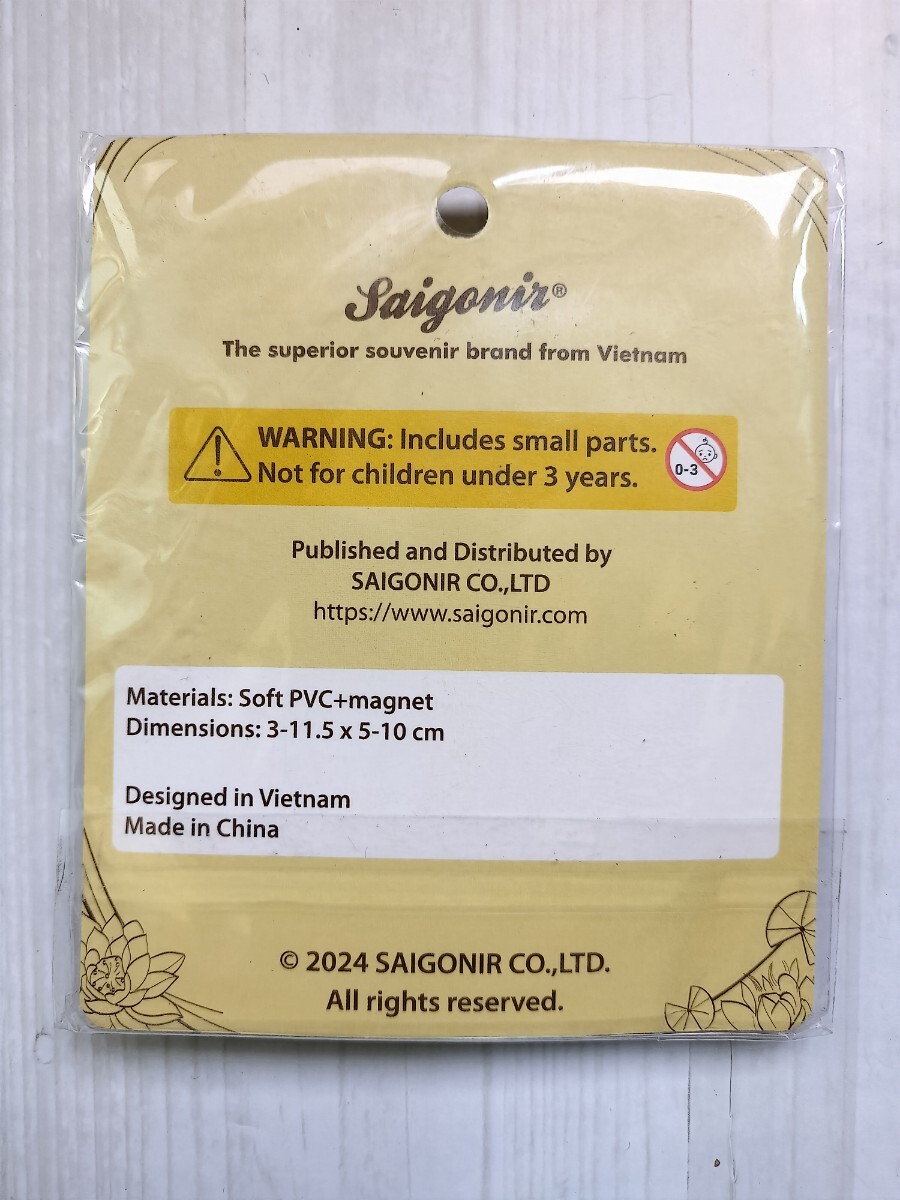 Saigonir®
The superior souvenir brand from Vietnam
WARNING: Includes small parts.
Not for children under 3 years.
0-3
Published and Distributed by
SAIGONIR CO.,LTD
https://www.saigonir.com
Materials: Soft PVC+magnet
Dimensions: 3-11.5 x 5-10 cm
Designed in Vietnam
Made in China
© 2024 SAIGONIR CO.,LTD.
All rights reserved.